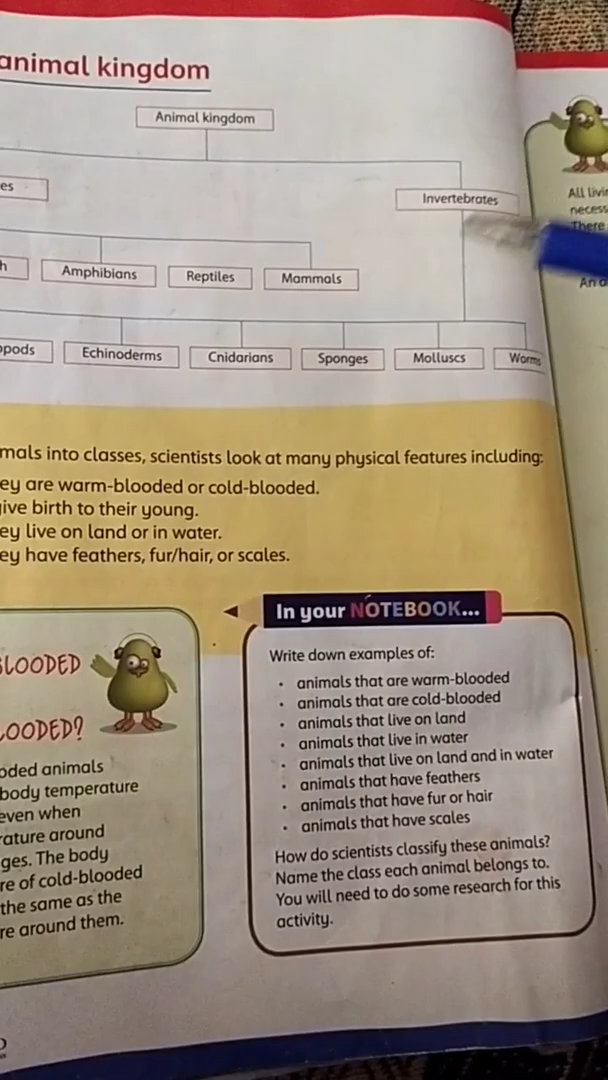 animal kingdom
Animal kingdom
es
Invertebrates
h
Amphibians
Reptiles
Mammals
pods
Echinoderms
Cnidarians
Sponges
Molluscs
Worms
mals into classes, scientists look at many physical features including:
ey are warm-blooded or cold-blooded.
give birth to their young.
ey live on land or in water.
ey have feathers, fur/hair, or scales.
BLOODED
LOODED?
oded animals
body temperature
even when
rature around
ges. The body
re of cold-blooded
the same as the
re around them.
In your NOTEBOOK...
Write down examples of:
• animals that are warm-blooded
• animals that are cold-blooded
• animals that live on land
• animals that live in water
• animals that live on land and in water
• animals that have feathers
• animals that have fur or hair
• animals that have scales
How do scientists classify these animals?
Name the class each animal belongs to.
You will need to do some research for this
activity.
All livi
necess
There
An a